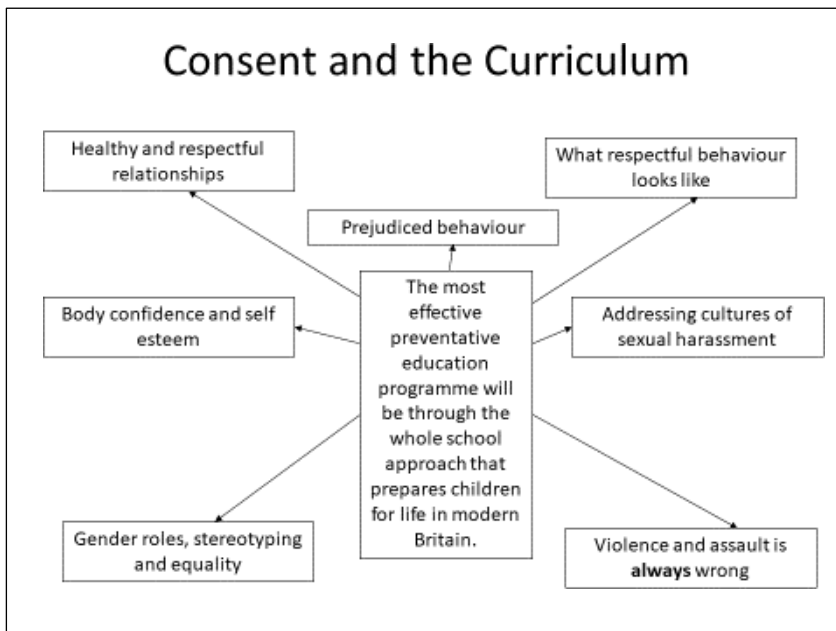 Consent and the Curriculum
Healthy and respectful
relationships
What respectful behaviour
looks like
Prejudiced behaviour
Body confidence and self
esteem
The most
effective
preventative
education
programme will
be through the
whole school
approach that
prepares children
for life in modern
Britain.
Addressing cultures of
sexual harassment
Gender roles, stereotyping
and equality
Violence and assault is
always wrong